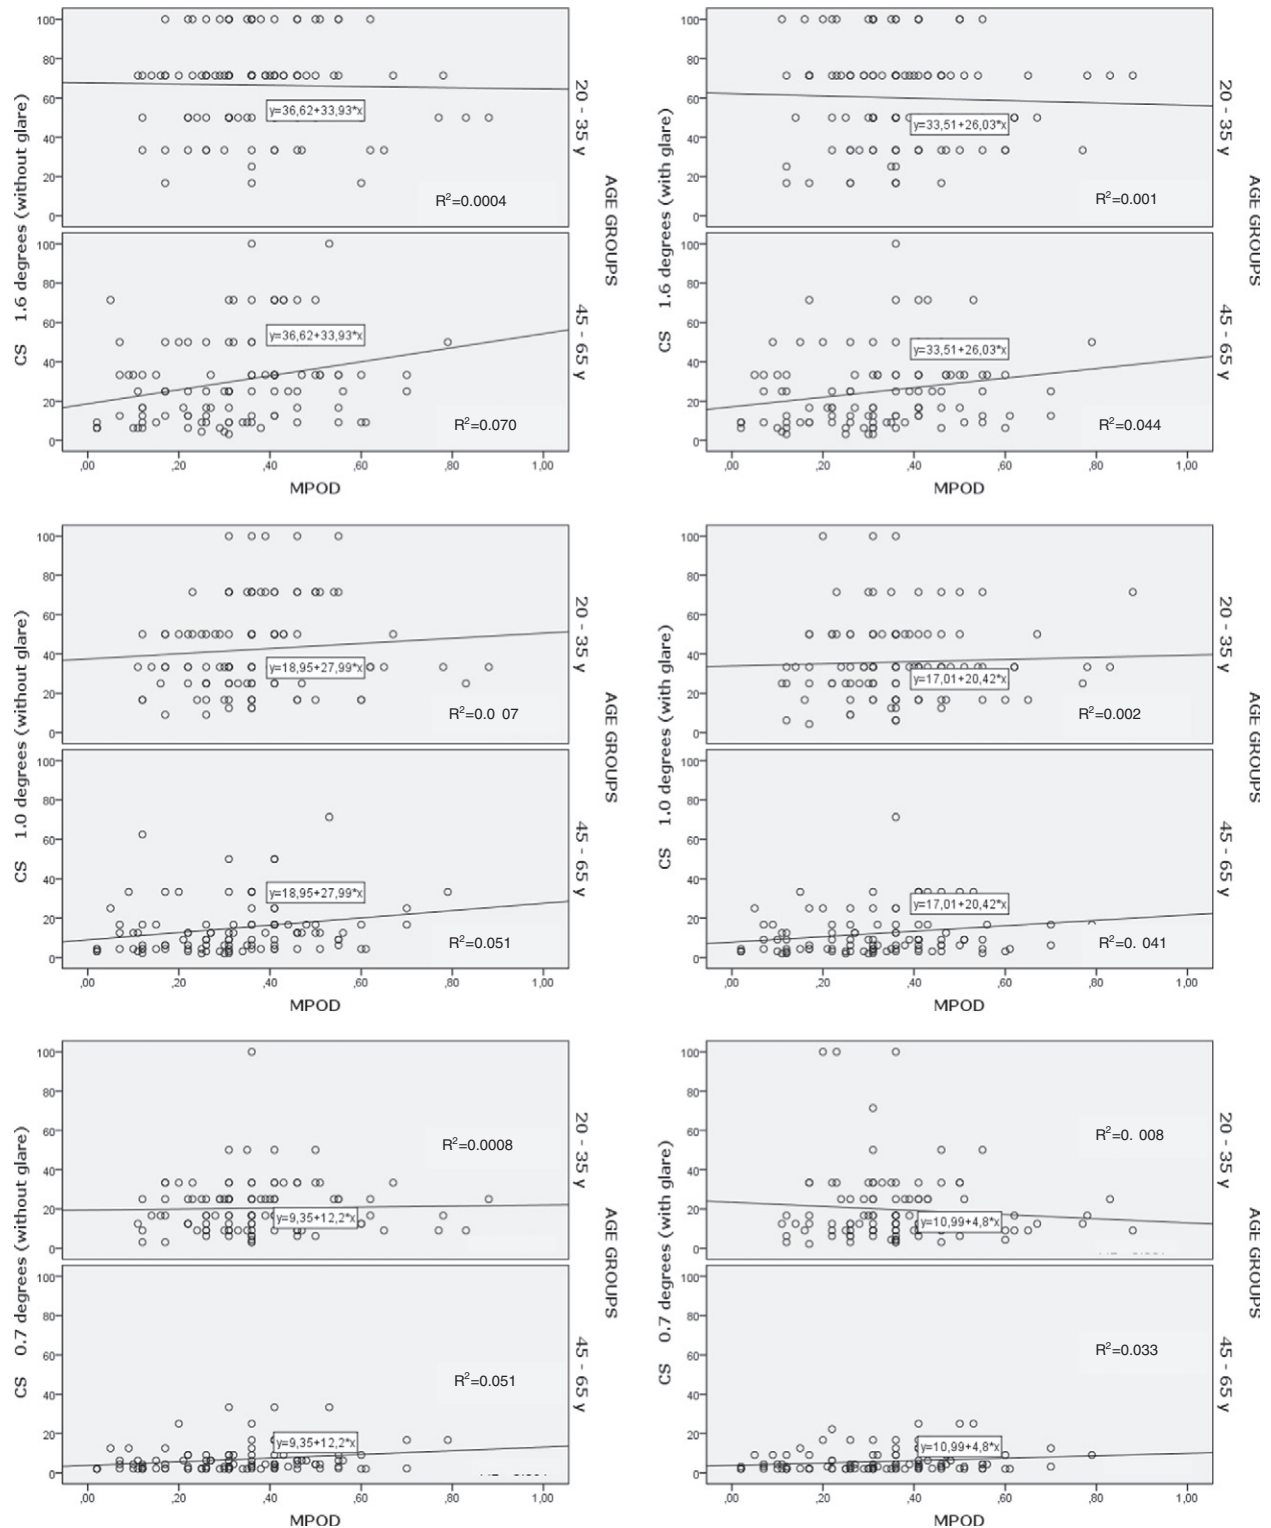 CS 1.6 degrees (without glare)
100
80
60
40
20
0
y=36,62+33,93*x
R²=0.0004
20 - 35 y
100
80
60
40
20
0
y=36,62+33,93*x
R²=0.070
45 - 65 y
AGE GROUPS
,00 ,20 ,40 ,60 ,80 1,00
MPOD
CS 1.6 degrees (with glare)
100
80
60
40
20
0
y=33,51+26,03*x
R²=0.001
20 - 35 y
100
80
60
40
20
0
y=33,51+26,03*x
R²=0.044
45 - 65 y
AGE GROUPS
,00 ,20 ,40 ,60 ,80 1,00
MPOD
CS 1.0 degrees (without glare)
100
80
60
40
20
0
y=18,95+27,99*x
R²=0.0 07
20 - 35 y
100
80
60
40
20
0
y=18,95+27,99*x
R²=0.051
45 - 65 y
AGE GROUPS
,00 ,20 ,40 ,60 ,80 1,00
MPOD
CS 1.0 degrees (with glare)
100
80
60
40
20
0
y=17,01+20,42*x
R²=0.002
20 - 35 y
100
80
60
40
20
0
y=17,01+20,42*x
R²=0. 041
45 - 65 y
AGE GROUPS
,00 ,20 ,40 ,60 ,80 1,00
MPOD
CS 0.7 degrees (without glare)
100
80
60
40
20
0
R²=0.0008
y=9,35+12,2*x
20 - 35 y
100
80
60
40
20
0
R²=0.051
y=9,35+12,2*x
45 - 65 y
AGE GROUPS
,00 ,20 ,40 ,60 ,80 1,00
MPOD
CS 0.7 degrees (with glare)
100
80
60
40
20
0
R²=0. 008
y=10,99+4,8*x
20 - 35 y
100
80
60
40
20
0
R²=0.033
y=10,99+4,8*x
45 - 65 y
AGE GROUPS
,00 ,20 ,40 ,60 ,80 1,00
MPOD